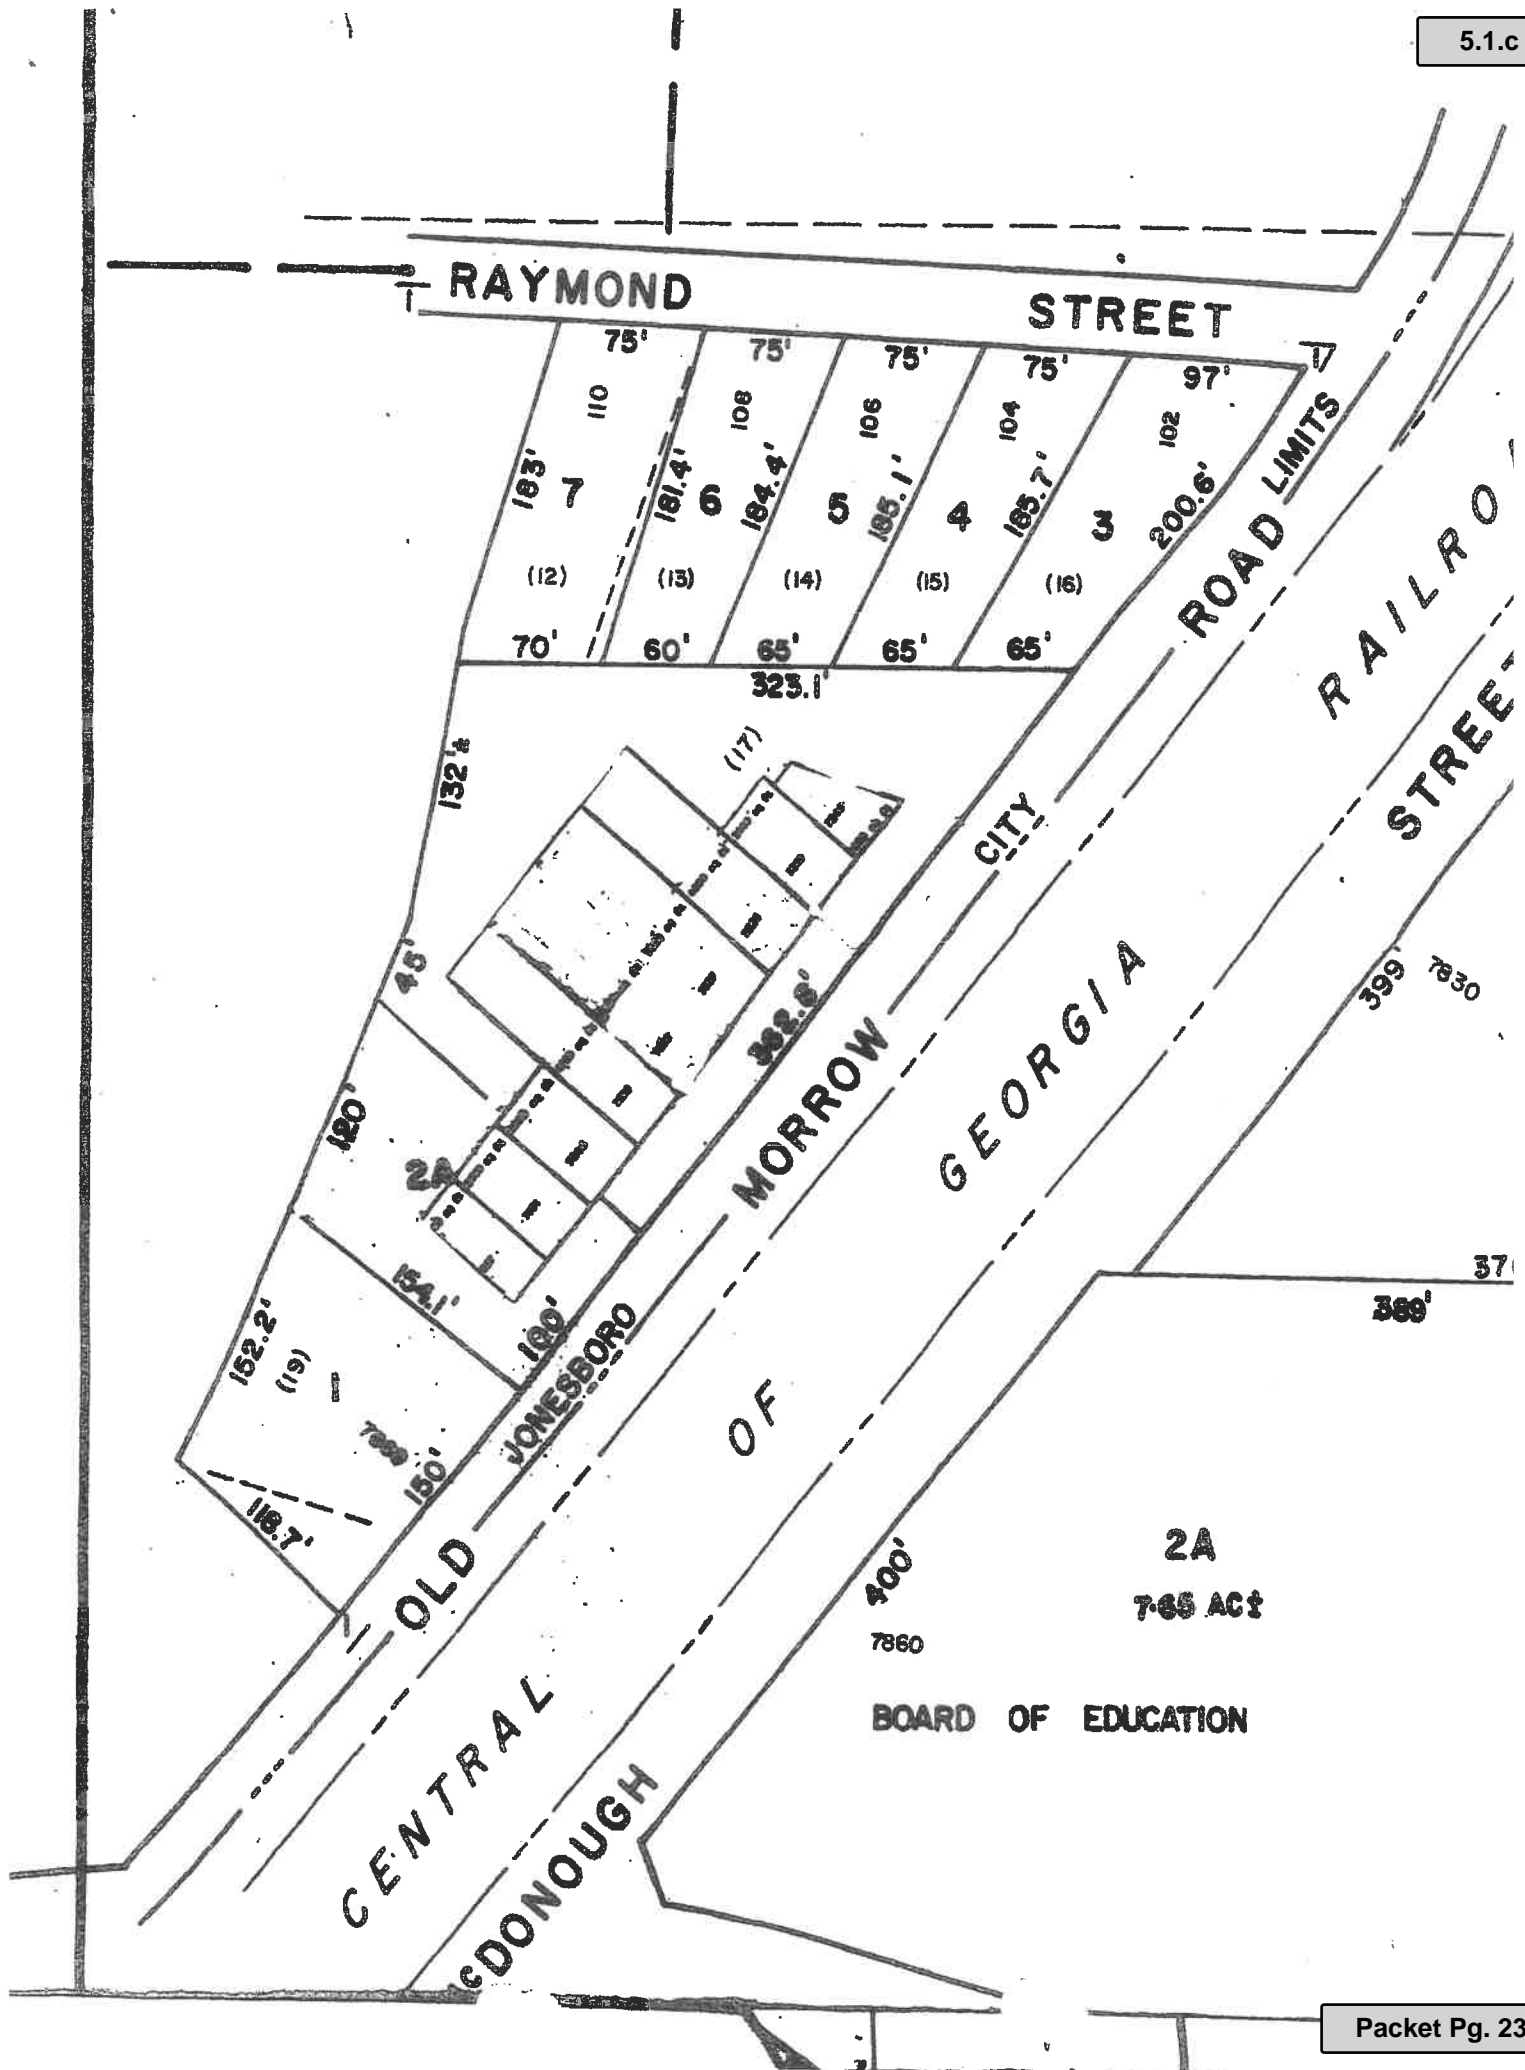 5.1.c
RAYMOND STREET
75' 75' 75' 75' 97'
110 108 106 104 102
183' 181.4' 184.4' 185.1' 185.7' 200.6'
7 6 5 4 3
(12) (13) (14) (15) (16)
70' 60' 65' 65' 65'
323.1'
132'±
(17)
45'
362.8'
120'
2A
154.1'
100'
152.2'
(19)
1
150'
118.7'
OLD MORROW ROAD
JONESBORO CITY LIMITS
CENTRAL OF GEORGIA RAILRO
McDONOUGH STREET
399'
7830
370
389'
400'
7860
2A
7.65 AC±
BOARD OF EDUCATION
Packet Pg. 23